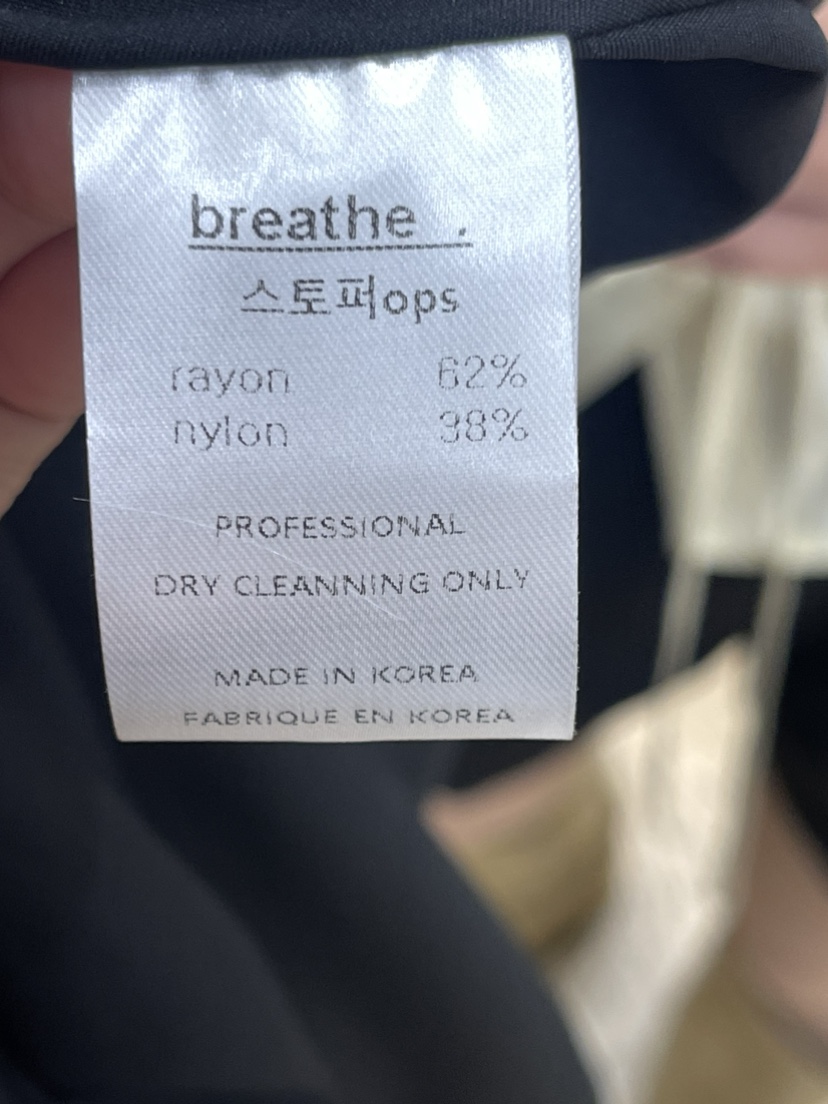 breathe .
스토퍼ops
rayon 62%
nylon 38%
PROFESSIONAL
DRY CLEANNING ONLY
MADE IN KOREA
FABRIQUE EN KOREA